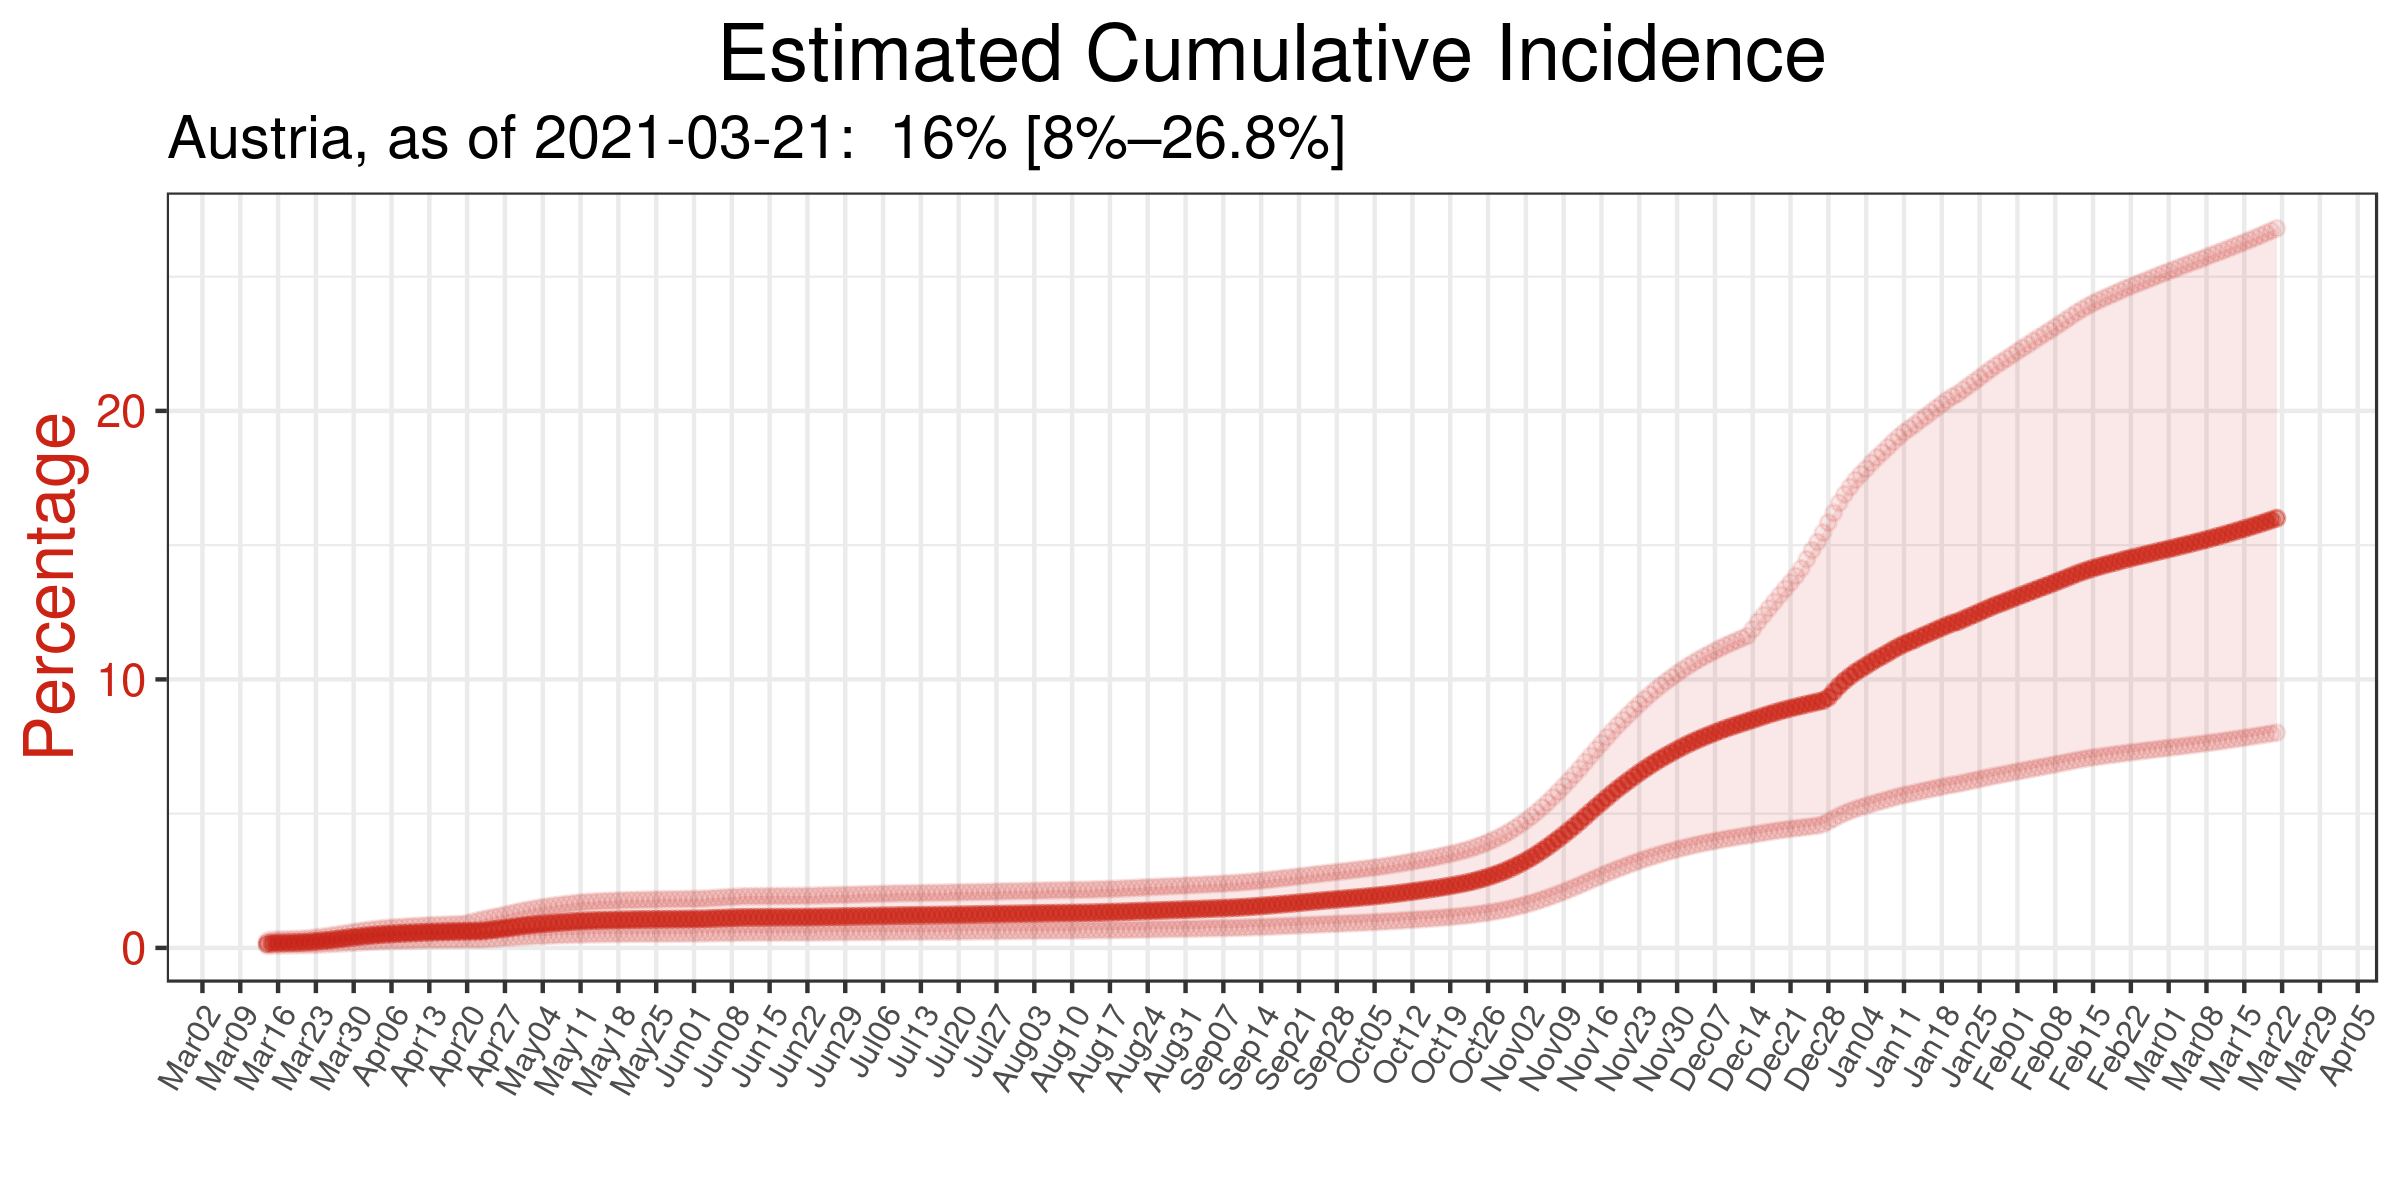 Estimated Cumulative Incidence
Austria, as of 2021-03-21:  16% [8%–26.8%]
Percentage
20
10
0
Mar02
Mar09
Mar16
Mar23
Mar30
Apr06
Apr13
Apr20
Apr27
May04
May11
May18
May25
Jun01
Jun08
Jun15
Jun22
Jun29
Jul06
Jul13
Jul20
Jul27
Aug03
Aug10
Aug17
Aug24
Aug31
Sep07
Sep14
Sep21
Sep28
Oct05
Oct12
Oct19
Oct26
Nov02
Nov09
Nov16
Nov23
Nov30
Dec07
Dec14
Dec21
Dec28
Jan04
Jan11
Jan18
Jan25
Feb01
Feb08
Feb15
Feb22
Mar01
Mar08
Mar15
Mar22
Mar29
Apr05